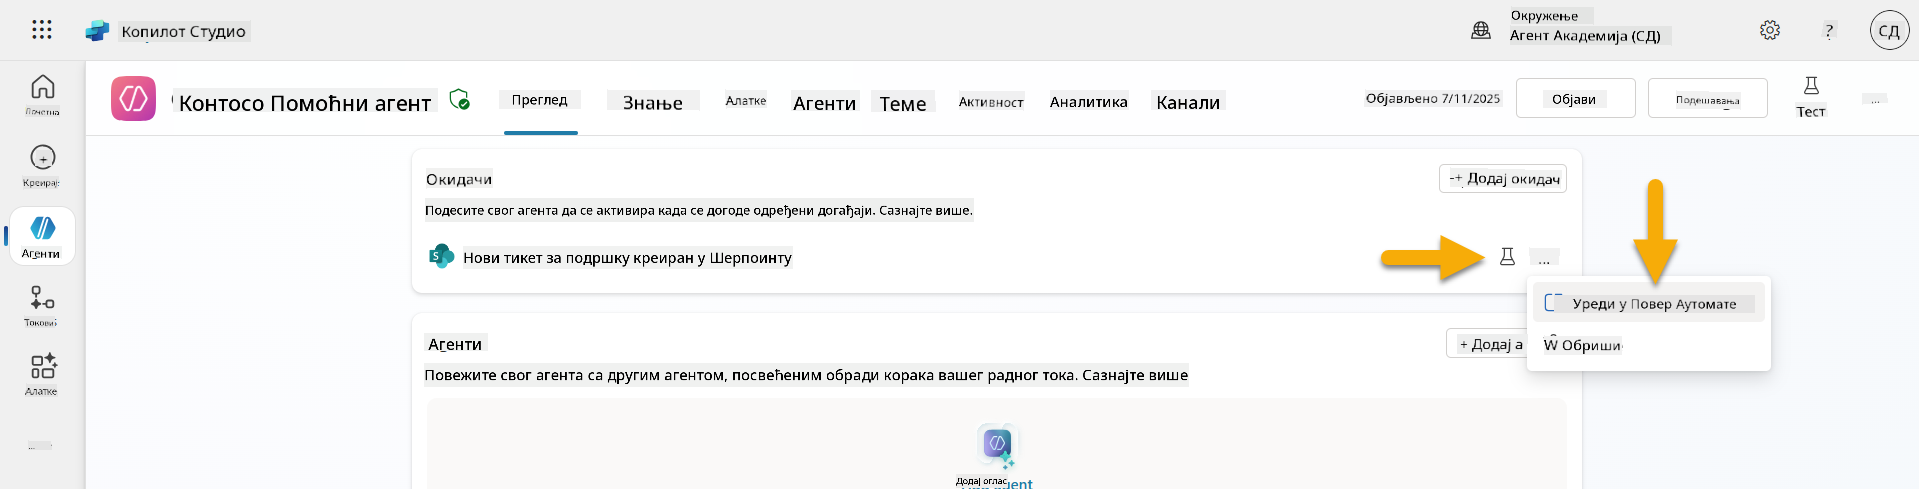 Копилот Студио
Окружење
Агент Академија (СД)
?
СД
Почетна
Креирај
Агенти
Токови
Алатке
...
Контосо Помоћни агент
Преглед
Знање
Алатке
Агенти
Теме
Активност
Аналитика
Канали
Објављено 7/11/2025
Објави
Подешавања
Тест
...
Окидачи
+ Додај окидач
Подесите свог агента да се активира када се догоде одређени догађаји. Сазнајте више.
Нови тикет за подршку креиран у Шерпоинту
...
Уреди у Повер Аутомате
W Обриши
Агенти
+ Додај а
Повежите свог агента са другим агентом, посвећеним обради корака вашег радног тока. Сазнајте више
Додај оглас